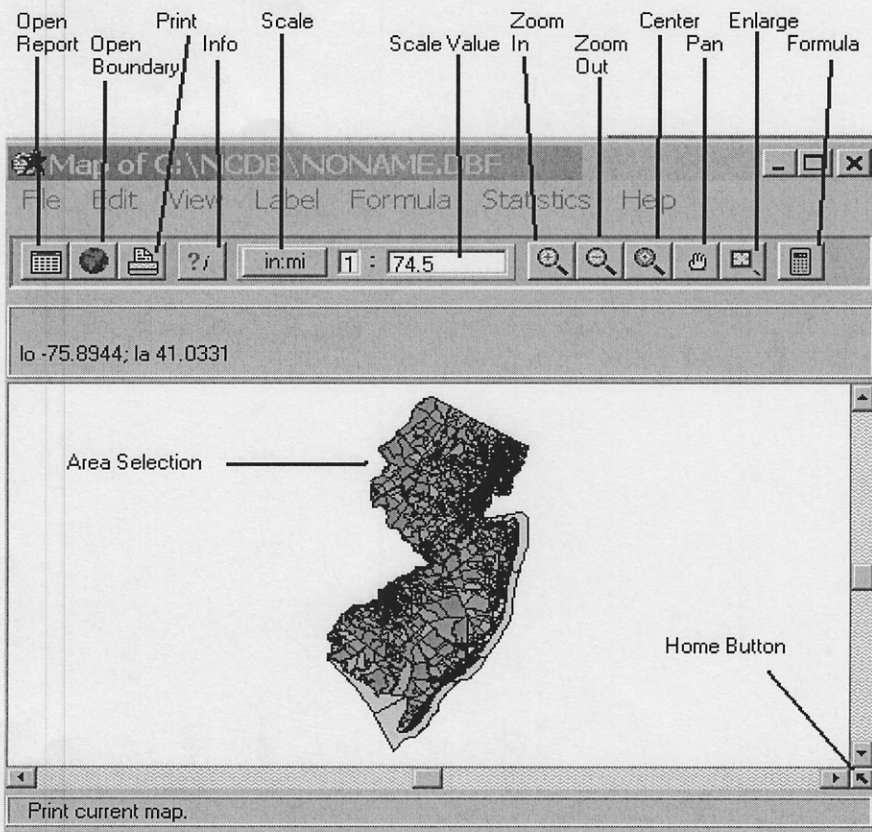 Open Report
Open Boundary
Print
Info
Scale
Scale Value
Zoom In
Zoom Out
Center
Pan
Enlarge
Formula
Map of C:\NCDB\NONAME.DBF
File Edit View Label Formula Statistics Help
?i in:mi 1 : 74.5
lo -75.8944; la 41.0331
Area Selection
Home Button
Print current map.